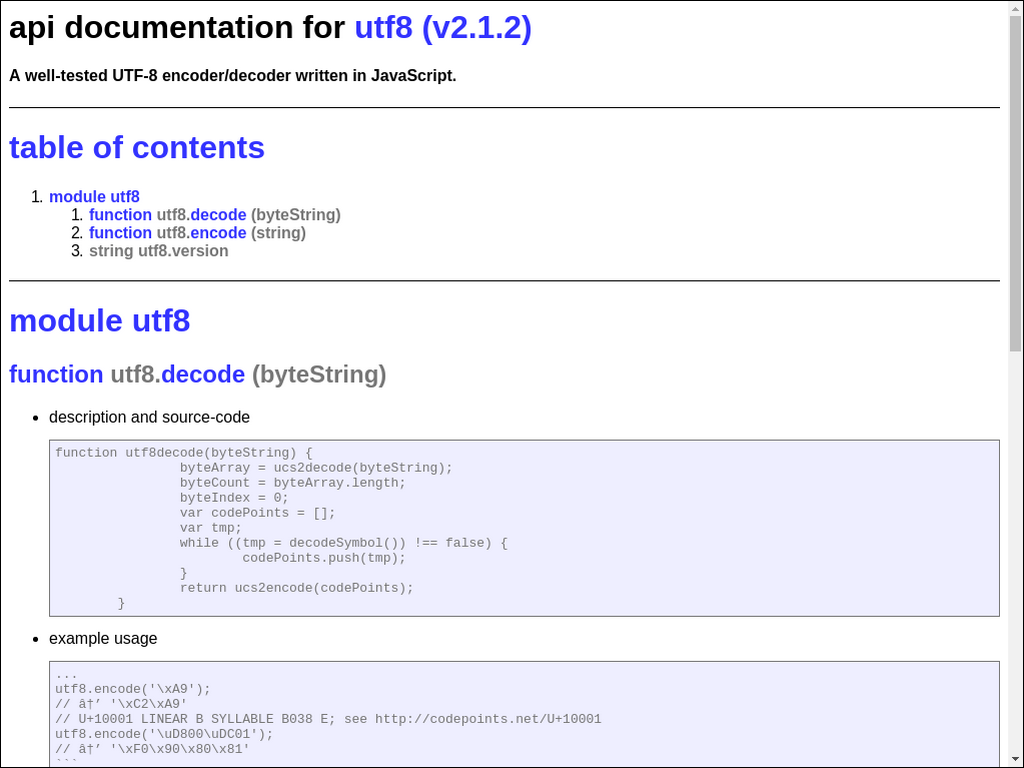 api documentation for utf8 (v2.1.2)
A well-tested UTF-8 encoder/decoder written in JavaScript.
table of contents
1. module utf8
1. function utf8.decode (byteString)
2. function utf8.encode (string)
3. string utf8.version
module utf8
function utf8.decode (byteString)
• description and source-code
function utf8decode(byteString) {
byteArray = ucs2decode(byteString);
byteCount = byteArray.length;
byteIndex = 0;
var codePoints = [];
var tmp;
while ((tmp = decodeSymbol()) !== false) {
codePoints.push(tmp);
}
return ucs2encode(codePoints);
}
• example usage
...
utf8.encode('\xA9');
// â†’ '\xC2\xA9'
// U+10001 LINEAR B SYLLABLE B038 E; see http://codepoints.net/U+10001
utf8.encode('\uD800\uDC01');
// â†’ '\xF0\x90\x80\x81'
```